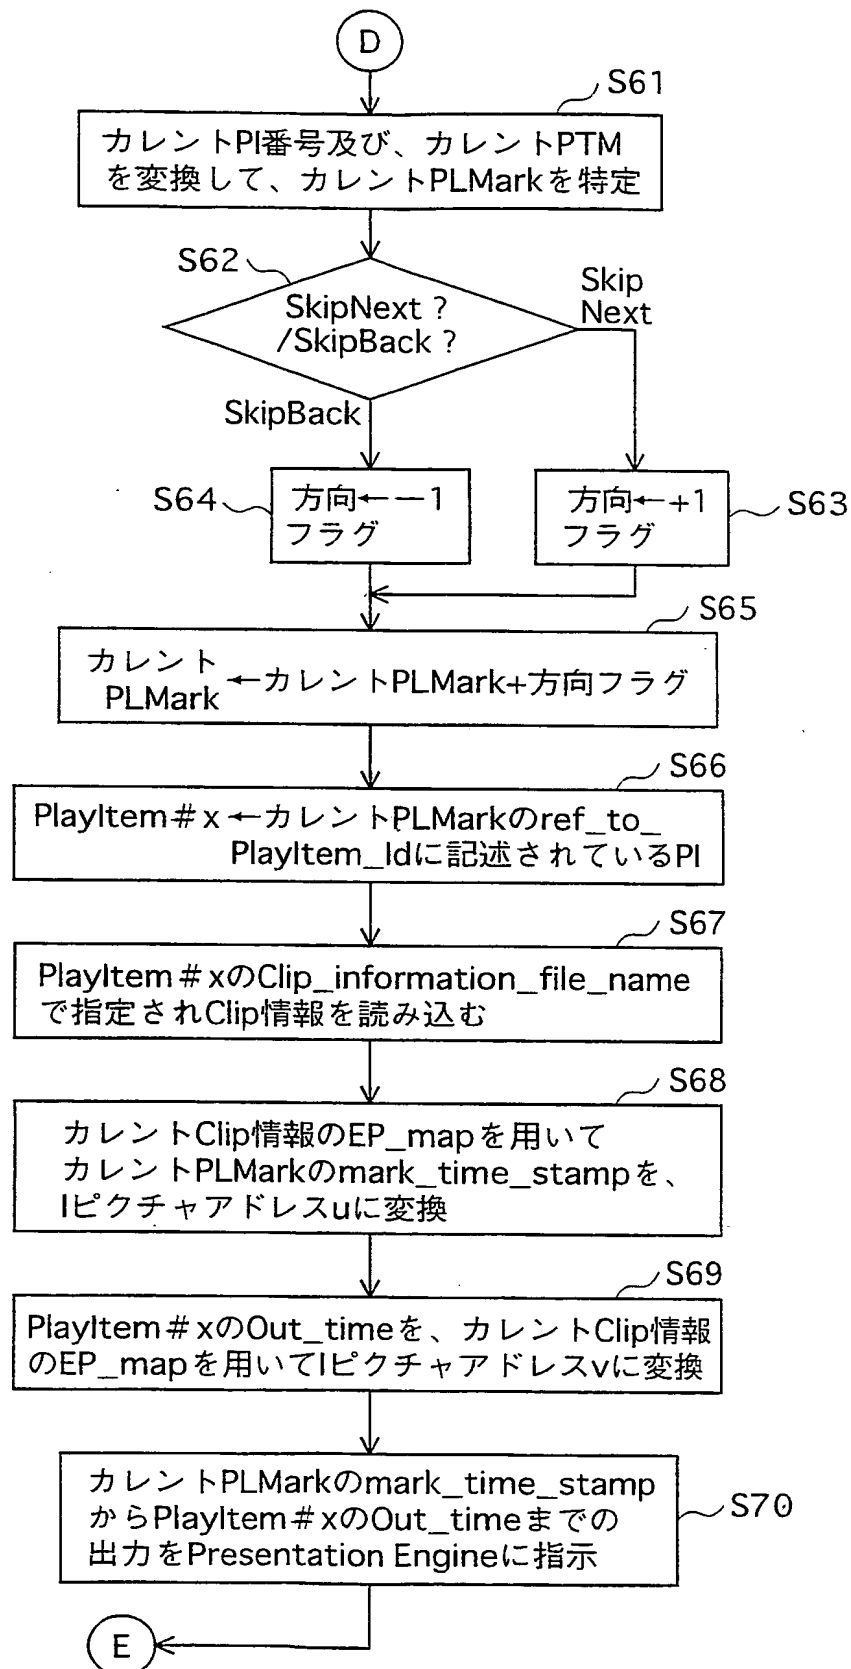 D
S61
カレントPI番号及び、カレントPTM
を変換して、カレントPLMarkを特定
S62
SkipNext ?
/SkipBack ?
Skip
Next
SkipBack
S64
方向←－1
フラグ
方向←+1
フラグ
S63
S65
カレント
PLMark
←カレントPLMark+方向フラグ
S66
PlayItem＃x←カレントPLMarkのref_to_
PlayItem_Idに記述されているPI
S67
PlayItem＃xのClip_information_file_name
で指定されClip情報を読み込む
S68
カレントClip情報のEP_mapを用いて
カレントPLMarkのmark_time_stampを、
Iピクチャアドレスuに変換
S69
PlayItem＃xのOut_timeを、カレントClip情報
のEP_mapを用いてIピクチャアドレスvに変換
カレントPLMarkのmark_time_stamp
からPlayItem＃xのOut_timeまでの
出力をPresentation Engineに指示
S70
E